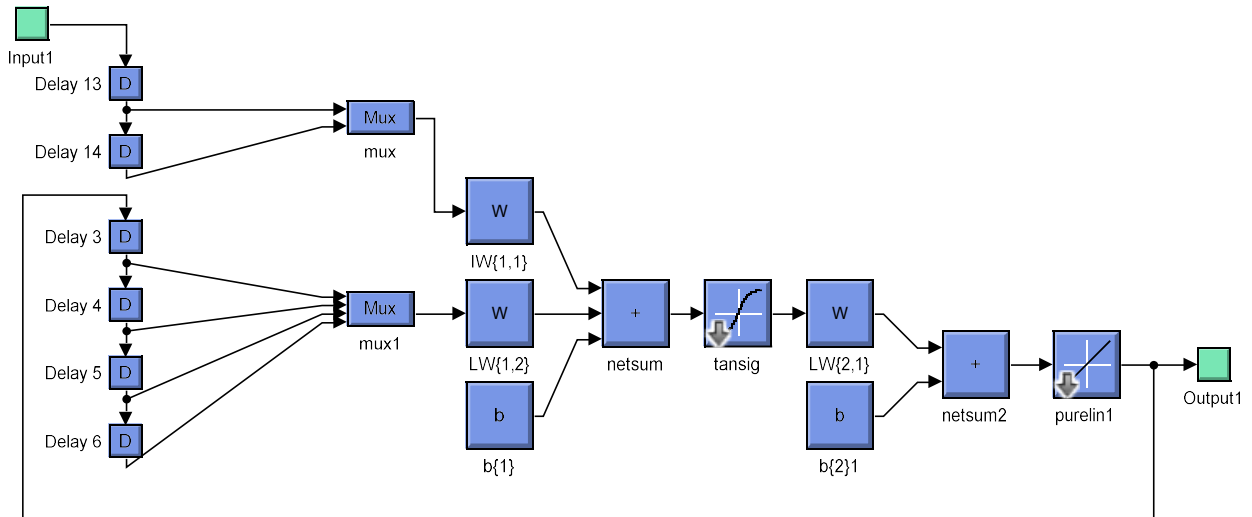 Input1
Delay 13
D
Delay 14
D
Mux
mux
Delay 3
D
Delay 4
D
Delay 5
D
Delay 6
D
Mux
mux1
W
IW{1,1}
W
LW{1,2}
b
b{1}
+
netsum
tansig
W
LW{2,1}
b
b{2}1
+
netsum2
purelin1
Output1